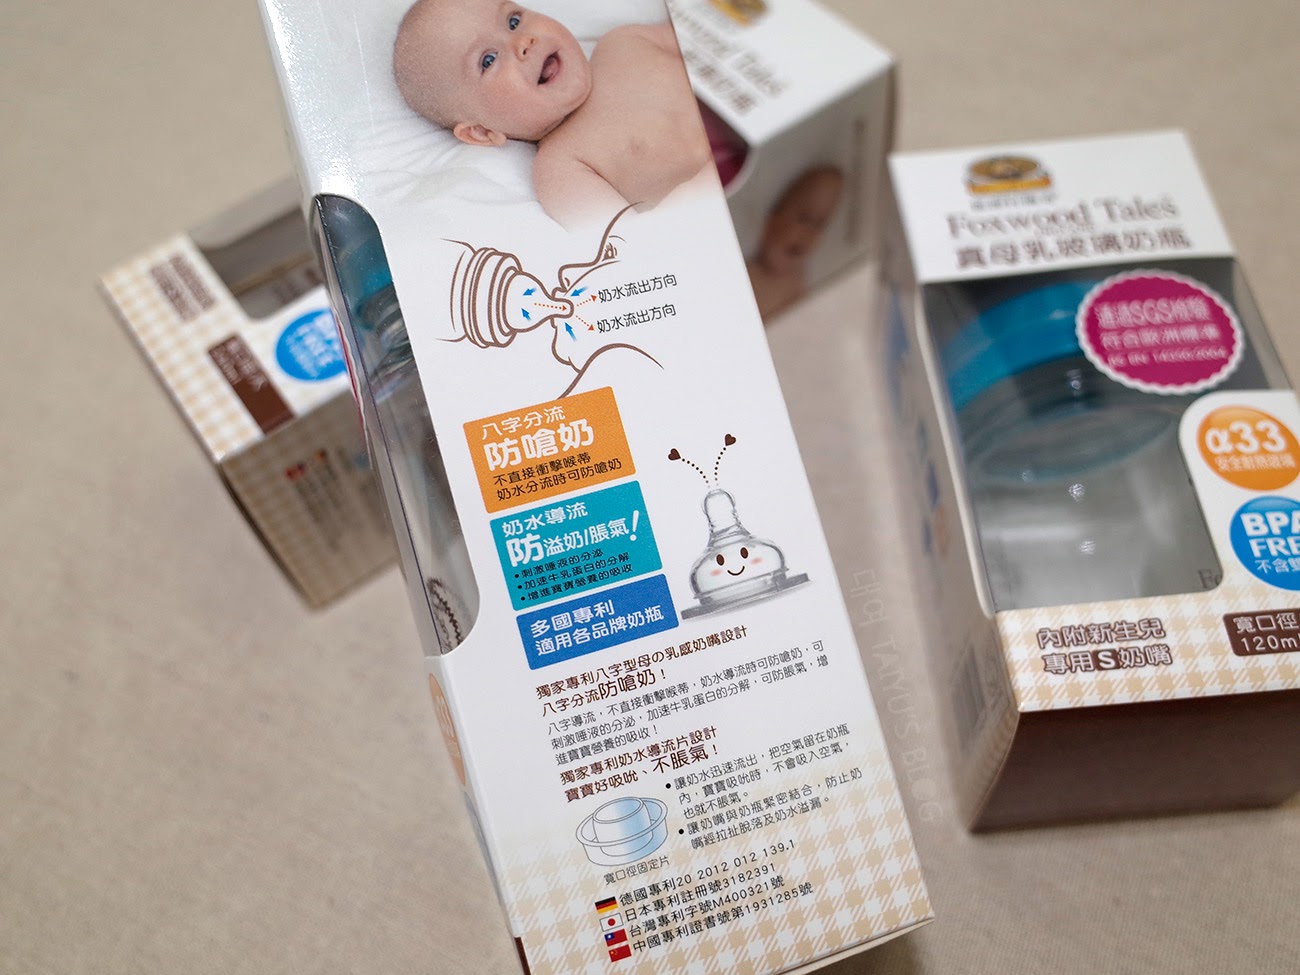 奶水流出方向
奶水流出方向
八字分流
防嗆奶
不直接衝擊喉蒂
奶水分流時可防嗆奶
奶水導流
防溢奶/脹氣!
•刺激唾液的分泌
•加速牛乳蛋白的分解
•增進寶寶營養的吸收
多國專利
適用各品牌奶瓶
獨家專利八字型母の乳感奶嘴設計
八字分流防嗆奶!
八字導流,不直接衝擊喉蒂,奶水導流時可防嗆奶,可
刺激唾液的分泌,加速牛乳蛋白的分解,可防脹氣,增
進寶寶營養的吸收!
獨家專利奶水導流片設計
寶寶好吸吮、不脹氣!
•讓奶水迅速流出,把空氣留在奶瓶
內,寶寶吸吮時,不會吸入空氣,
也就不脹氣。
•讓奶嘴與奶瓶緊密結合,防止奶
嘴經拉扯脫落及奶水溢漏。
寬口徑固定片
德國專利20 2012 012 139.1
日本專利註冊號3182391
台灣專利字號M400321號
中國專利證書號第1931285號
Foxwood Tales
真母乳玻璃奶瓶
通過SGS檢驗
符合歐洲標準
α33
BPA
FRE
不含雙
內附新生兒
專用S奶嘴
寬口徑
120ml
大口 TAYUS BLOG